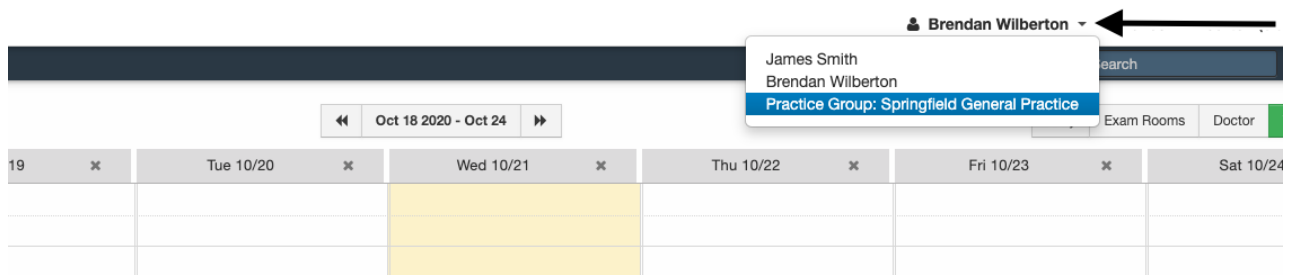 Brendan Wilberton
James Smith
Brendan Wilberton
Practice Group: Springfield General Practice
Oct 18 2020 - Oct 24
Exam Rooms
Doctor
19 Tue 10/20 Wed 10/21 Thu 10/22 Fri 10/23 Sat 10/24